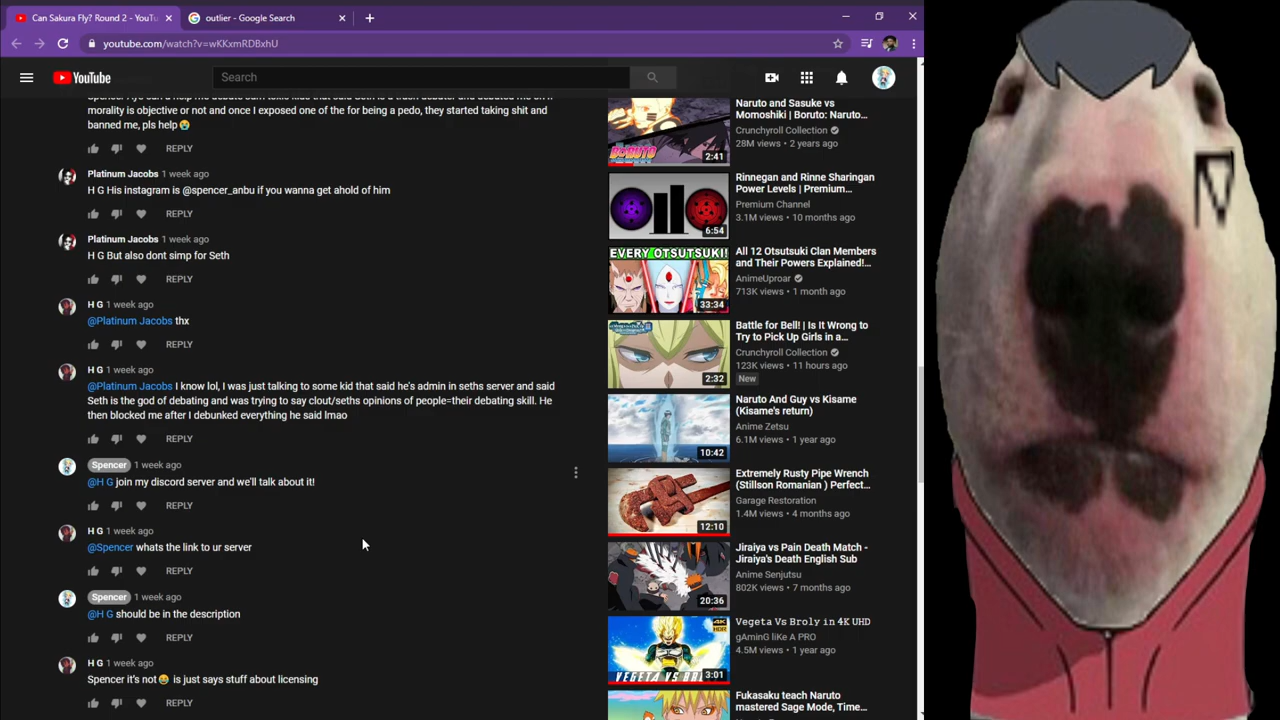 Can Sakura Fly? Round 2 - YouTu
outlier - Google Search
youtube.com/watch?v=wKKxmRDBxhU
YouTube
Search
morality is objective or not and once I exposed one of the for being a pedo, they started taking shit and
banned me, pls help 😭
REPLY
Platinum Jacobs 1 week ago
H G His instagram is @spencer_anbu if you wanna get ahold of him
REPLY
Platinum Jacobs 1 week ago
H G But also dont simp for Seth
REPLY
H G 1 week ago
@Platinum Jacobs thx
REPLY
H G 1 week ago
@Platinum Jacobs I know lol, I was just talking to some kid that said he's admin in seths server and said
Seth is the god of debating and was trying to say clout/seths opinions of people=their debating skill. He
then blocked me after I debunked everything he said lmao
REPLY
Spencer 1 week ago
@H G join my discord server and we'll talk about it!
REPLY
H G 1 week ago
@Spencer whats the link to ur server
REPLY
Spencer 1 week ago
@H G should be in the description
REPLY
H G 1 week ago
Spencer it's not😭 is just says stuff about licensing
REPLY
BORUTO
2:41
Naruto and Sasuke vs
Momoshiki | Boruto: Naruto...
Crunchyroll Collection
28M views • 2 years ago
6:54
Rinnegan and Rinne Sharingan
Power Levels | Premium...
Premium Channel
3.1M views • 10 months ago
EVERY OTSUTSUKI!
33:34
All 12 Otsutsuki Clan Members
and Their Powers Explained!...
AnimeUproar
713K views • 1 month ago
2:32
Battle for Bell! | Is It Wrong to
Try to Pick Up Girls in a...
Crunchyroll Collection
123K views • 11 hours ago
New
10:42
Naruto And Guy vs Kisame
(Kisame's return)
Anime Zetsu
6.1M views • 1 year ago
12:10
Extremely Rusty Pipe Wrench
(Stillson Romanian ) Perfect...
Garage Restoration
1.4M views • 4 months ago
20:36
Jiraiya vs Pain Death Match -
Jiraiya's Death English Sub
Anime Senjutsu
802K views • 7 months ago
4K UHD
VEGETA VS BROLY
3:01
Vegeta Vs Broly in 4K UHD
gAminG liKe A PRO
4.5M views • 1 year ago
Fukasaku teach Naruto
mastered Sage Mode, Time...